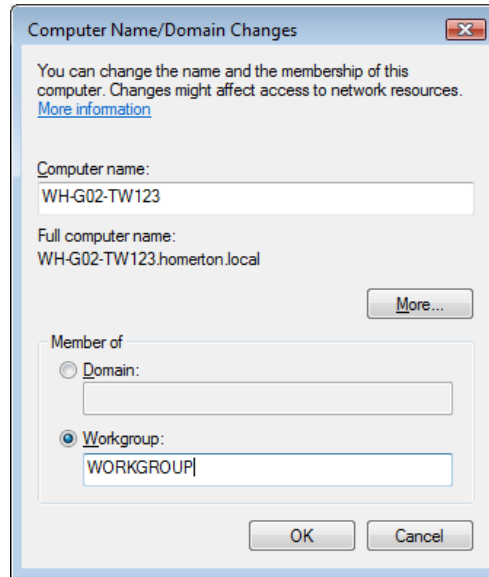 Computer Name/Domain Changes
You can change the name and the membership of this
computer. Changes might affect access to network resources.
More information
Computer name:
WH-G02-TW123
Full computer name:
WH-G02-TW123.homerton.local
More...
Member of
Domain:
Workgroup:
WORKGROUP
OK
Cancel